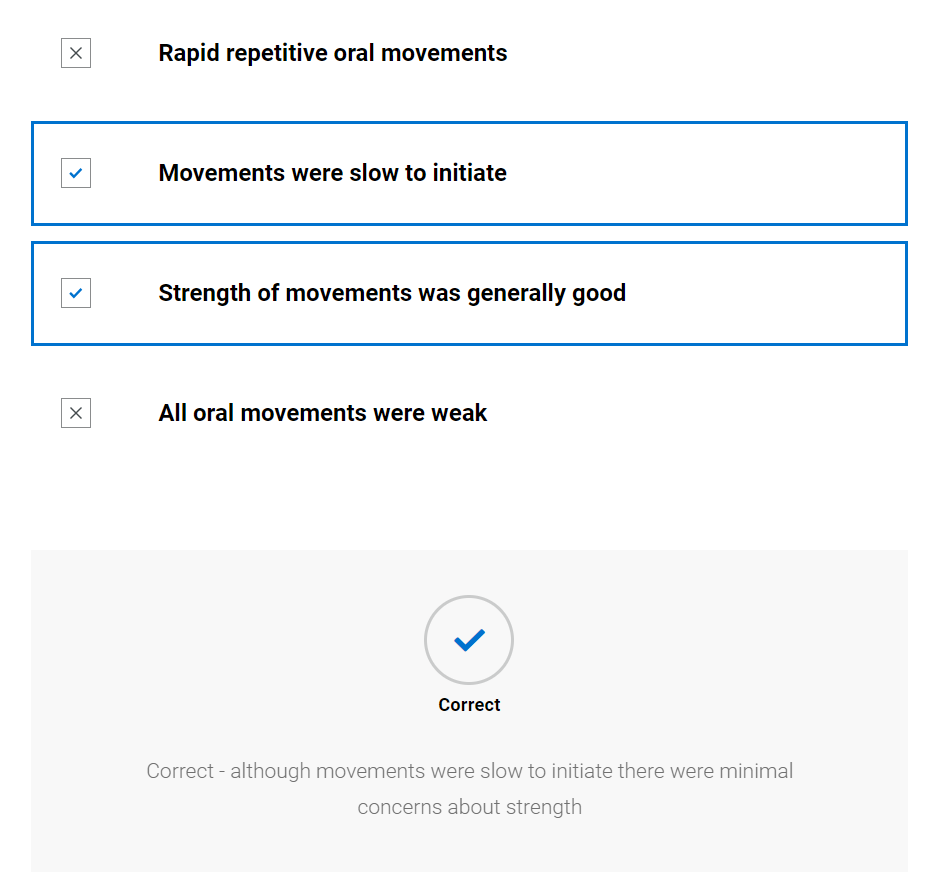 Rapid repetitive oral movements
Movements were slow to initiate
Strength of movements was generally good
All oral movements were weak
Correct
Correct - although movements were slow to initiate there were minimal
concerns about strength